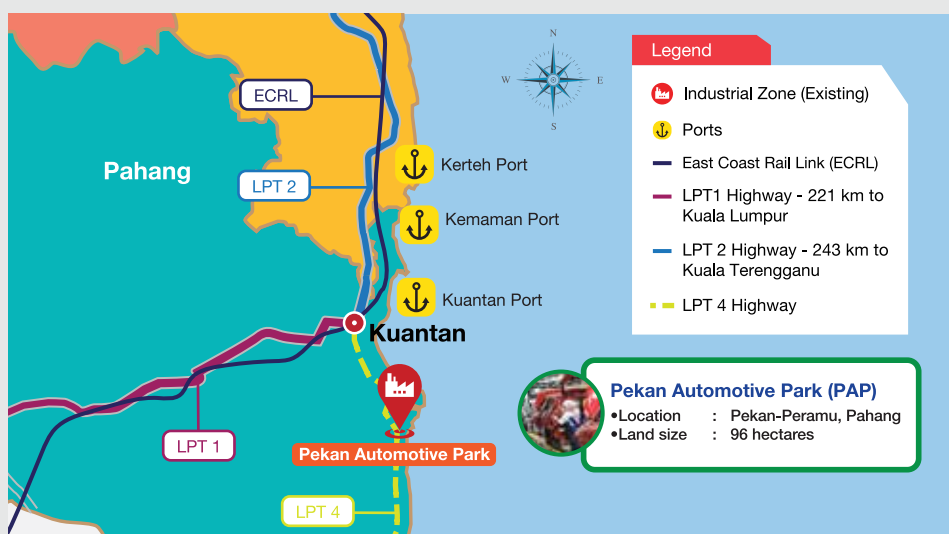 N
W
E
S
ECRL
Pahang
LPT 2
Kerteh Port
Kemaman Port
Kuantan Port
Kuantan
LPT 1
Pekan Automotive Park
LPT 4
Legend
Industrial Zone (Existing)
Ports
East Coast Rail Link (ECRL)
LPT1 Highway - 221 km to
Kuala Lumpur
LPT 2 Highway - 243 km to
Kuala Terengganu
LPT 4 Highway
Pekan Automotive Park (PAP)
•Location : Pekan-Peramu, Pahang
•Land size : 96 hectares